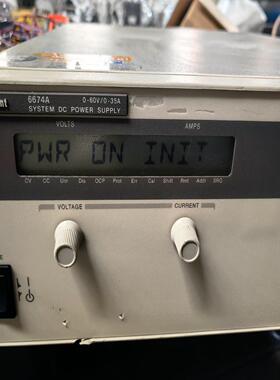 6674A 0-60V/0-35A
SYSTEM DC POWER SUPPLY
VOLTS AMPS
PWR ON INIT
CV CC Unr Dis OCP Prot Err Cal Shift Rmt Addr SRQ
VOLTAGE CURRENT